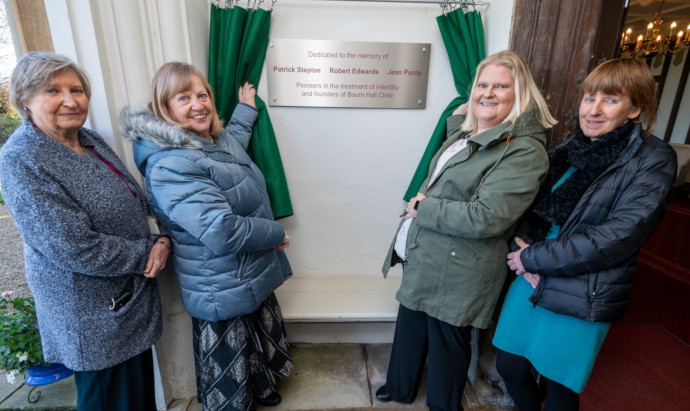 Dedicated to the memory of
Patrick Steptoe Robert Edwards Jean Purdy
Pioneers in the treatment of infertility
and founders of Bourn Hall Clinic